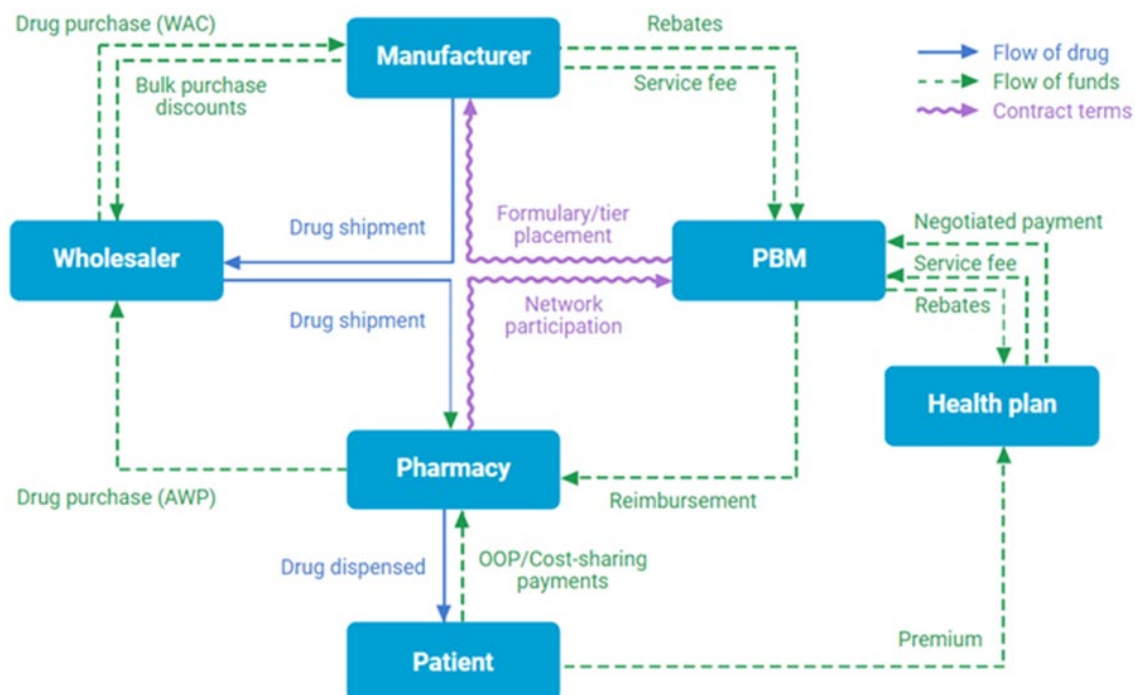 Drug purchase (WAC)
Manufacturer
Rebates
Flow of drug
Bulk purchase
discounts
Service fee
Flow of funds
Contract terms
Drug shipment
Formulary/tier
placement
Negotiated payment
Wholesaler
PBM
Service fee
Rebates
Drug shipment
Network
participation
Health plan
Pharmacy
Drug purchase (AWP)
Reimbursement
Drug dispensed
OOP/Cost-sharing
payments
Premium
Patient